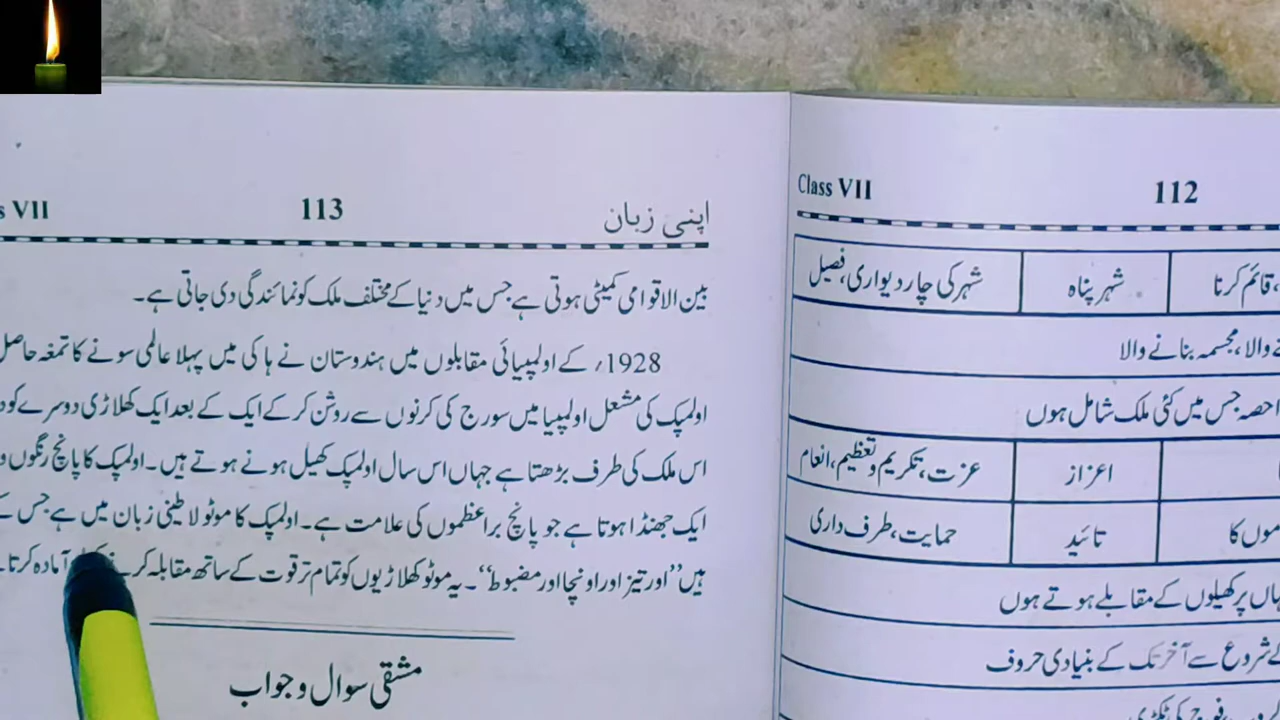 Class VII
112
قائم کرنا
شہر پناہ
شہر کی چار دیواری، فصیل
والا، مجسمہ بنانے والا
حصہ جس میں کئی ملک شامل ہوں
اعزاز
عزت، تکریم و تعظیم، انعام
تائید
حمایت، طرف داری
پر کھیلوں کے مقابلے ہوتے ہوں
شروع سے آخر تک کے بنیادی حروف
اپنی زبان
113
VII
بین الاقوامی کمیٹی ہوتی ہے جس میں دنیا کے مختلف ملک کو نمائندگی دی جاتی ہے۔
1928ء کے اولمپیائی مقابلوں میں ہندوستان نے ہاکی میں پہلا عالمی سونے کا تمغہ حاصل
اولمپک کی مشعل اولمپیا میں سورج کی کرنوں سے روشن کر کے ایک کے بعد ایک کھلاڑی دوسرے کو
اس ملک کی طرف بڑھتا ہے جہاں اس سال اولمپک کھیل ہونے ہوتے ہیں۔ اولمپک کا پانچ رنگوں
ایک جھنڈا ہوتا ہے جو پانچ براعظموں کی علامت ہے۔ اولمپک کا موٹو لاطینی زبان میں ہے جس
ہیں ”اور تیز اور اونچا اور مضبوط“۔ یہ موٹو کھلاڑیوں کو تمام تر قوت کے ساتھ مقابلہ آمادہ کرتا
مشقی سوال و جواب